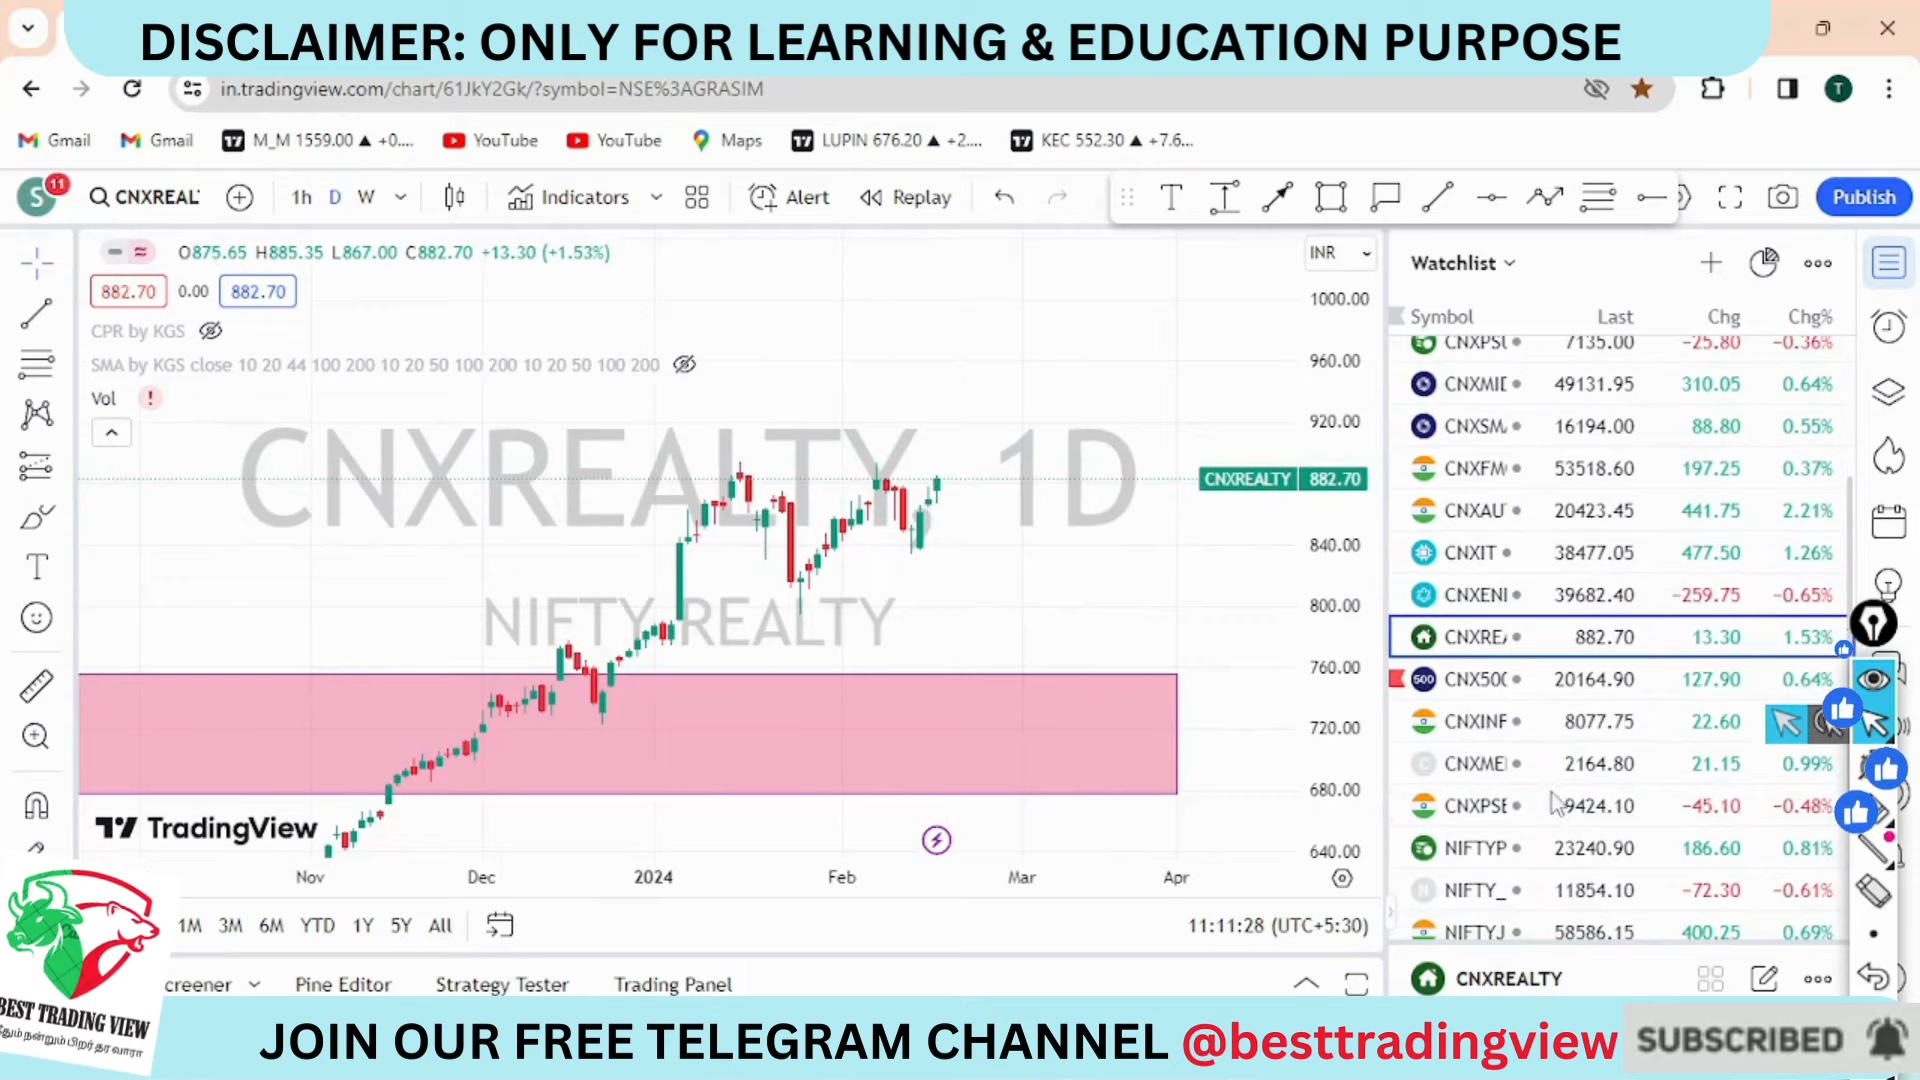 DISCLAIMER: ONLY FOR LEARNING & EDUCATION PURPOSE
in.tradingview.com/chart/61JkY2Gk/?symbol=NSE%3AGRASIM
T
Gmail Gmail M_M 1559.00 ▲ +0.... YouTube YouTube Maps LUPIN 676.20 ▲ +2.... KEC 552.30 ▲ +7.6...
S 11 CNXREAL 1h D W Indicators Alert Replay Publish
O875.65 H885.35 L867.00 C882.70 +13.30 (+1.53%)
INR
882.70 0.00 882.70
CPR by KGS
SMA by KGS close 10 20 44 100 200 10 20 50 100 200 10 20 50 100 200
Vol !
CNXREALTY, 1D
NIFTY REALTY
1000.00
960.00
920.00
CNXREALTY 882.70
840.00
800.00
760.00
720.00
680.00
640.00
TradingView
Nov Dec 2024 Feb Mar Apr
1M 3M 6M YTD 1Y 5Y All
11:11:28 (UTC+5:30)
creener Pine Editor Strategy Tester Trading Panel
Watchlist
Symbol Last Chg Chg%
CNXPSU 7135.00 −25.80 −0.36%
CNXMID 49131.95 310.05 0.64%
CNXSM 16194.00 88.80 0.55%
CNXFM 53518.60 197.25 0.37%
CNXAU 20423.45 441.75 2.21%
CNXIT 38477.05 477.50 1.26%
CNXENE 39682.40 −259.75 −0.65%
CNXREA 882.70 13.30 1.53%
500 CNX500 20164.90 127.90 0.64%
CNXINF 8077.75 22.60
CNXME 2164.80 21.15 0.99%
CNXPSE 9424.10 −45.10 −0.48%
NIFTYP 23240.90 186.60 0.81%
NIFTY_ 11854.10 −72.30 −0.61%
NIFTYJ 58586.15 400.25 0.69%
CNXREALTY
BEST TRADING VIEW
JOIN OUR FREE TELEGRAM CHANNEL @besttradingview
SUBSCRIBED